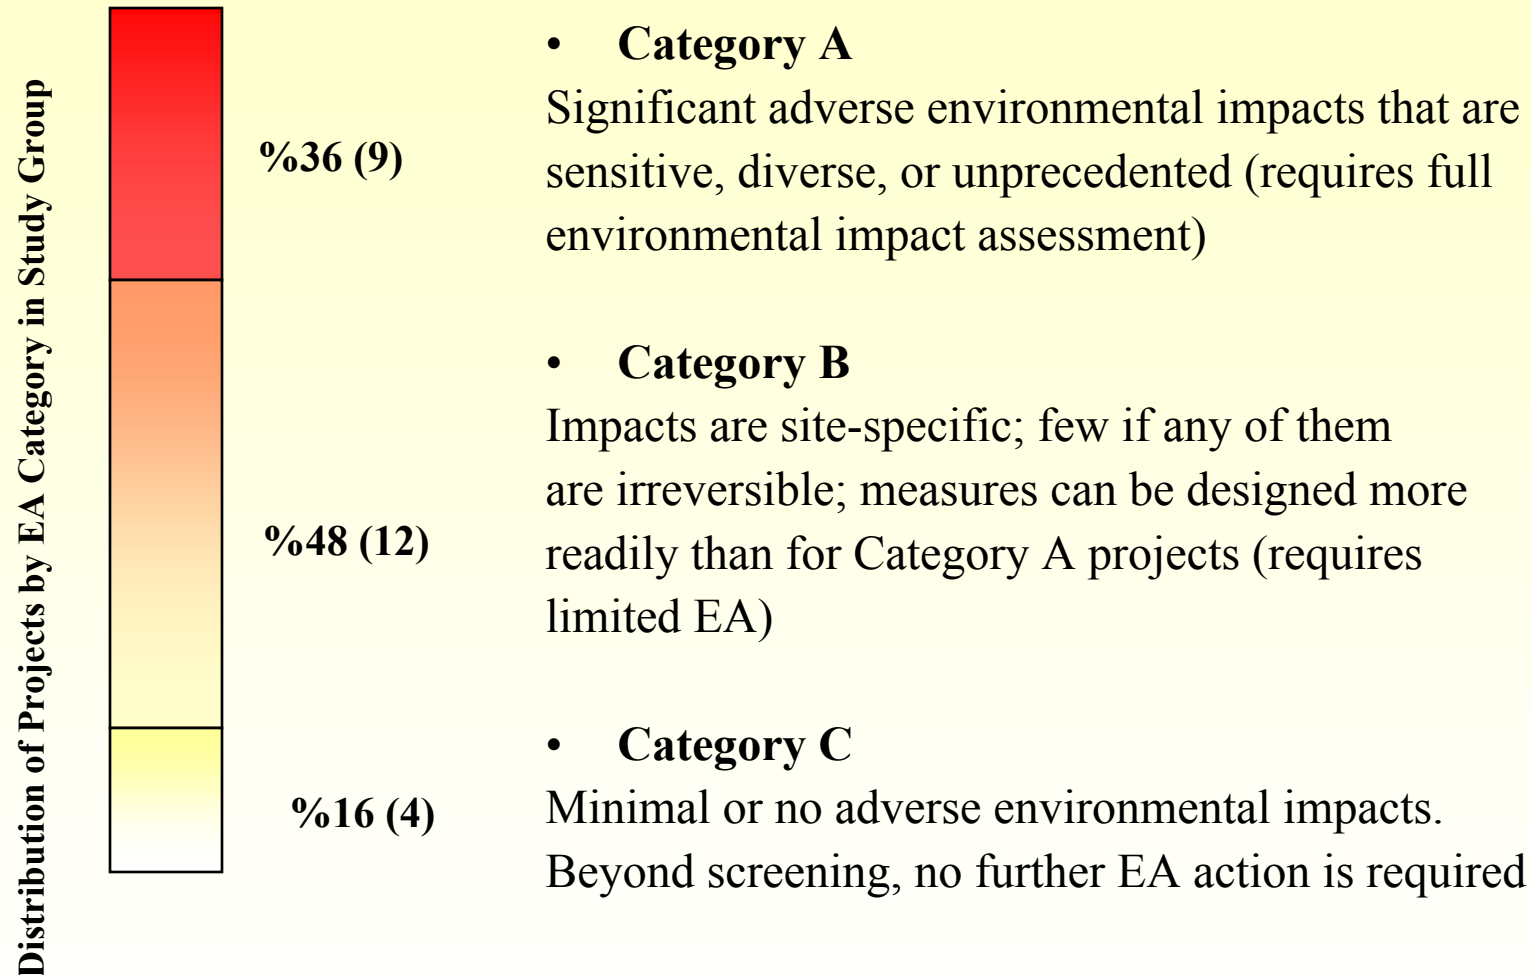 Distribution of Projects by EA Category in Study Group
%36 (9)
• Category A
Significant adverse environmental impacts that are
sensitive, diverse, or unprecedented (requires full
environmental impact assessment)
%48 (12)
• Category B
Impacts are site-specific; few if any of them
are irreversible; measures can be designed more
readily than for Category A projects (requires
limited EA)
%16 (4)
• Category C
Minimal or no adverse environmental impacts.
Beyond screening, no further EA action is required